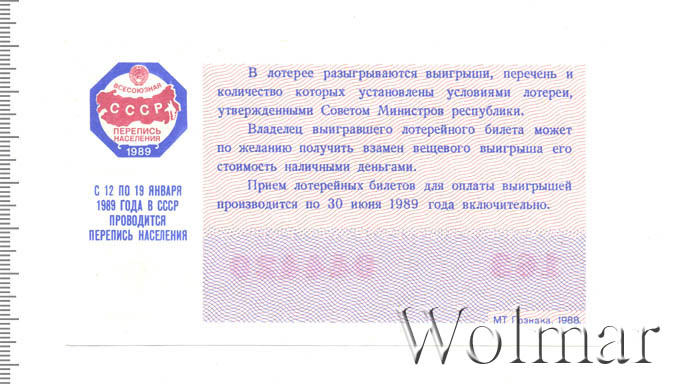 ВСЕСОЮЗНАЯ
СССР
ПЕРЕПИСЬ
НАСЕЛЕНИЯ
1989
С 12 ПО 19 ЯНВАРЯ
1989 ГОДА В СССР
ПРОВОДИТСЯ
ПЕРЕПИСЬ НАСЕЛЕНИЯ
В лотерее разыгрываются выигрыши, перечень и
количество которых установлены условиями лотереи,
утвержденными Советом Министров республики.
Владелец выигравшего лотерейного билета может
по желанию получить взамен вещевого выигрыша его
стоимость наличными деньгами.
Прием лотерейных билетов для оплаты выигрышей
производится по 30 июня 1989 года включительно.
МТ Гознака. 1988.
Wolmar